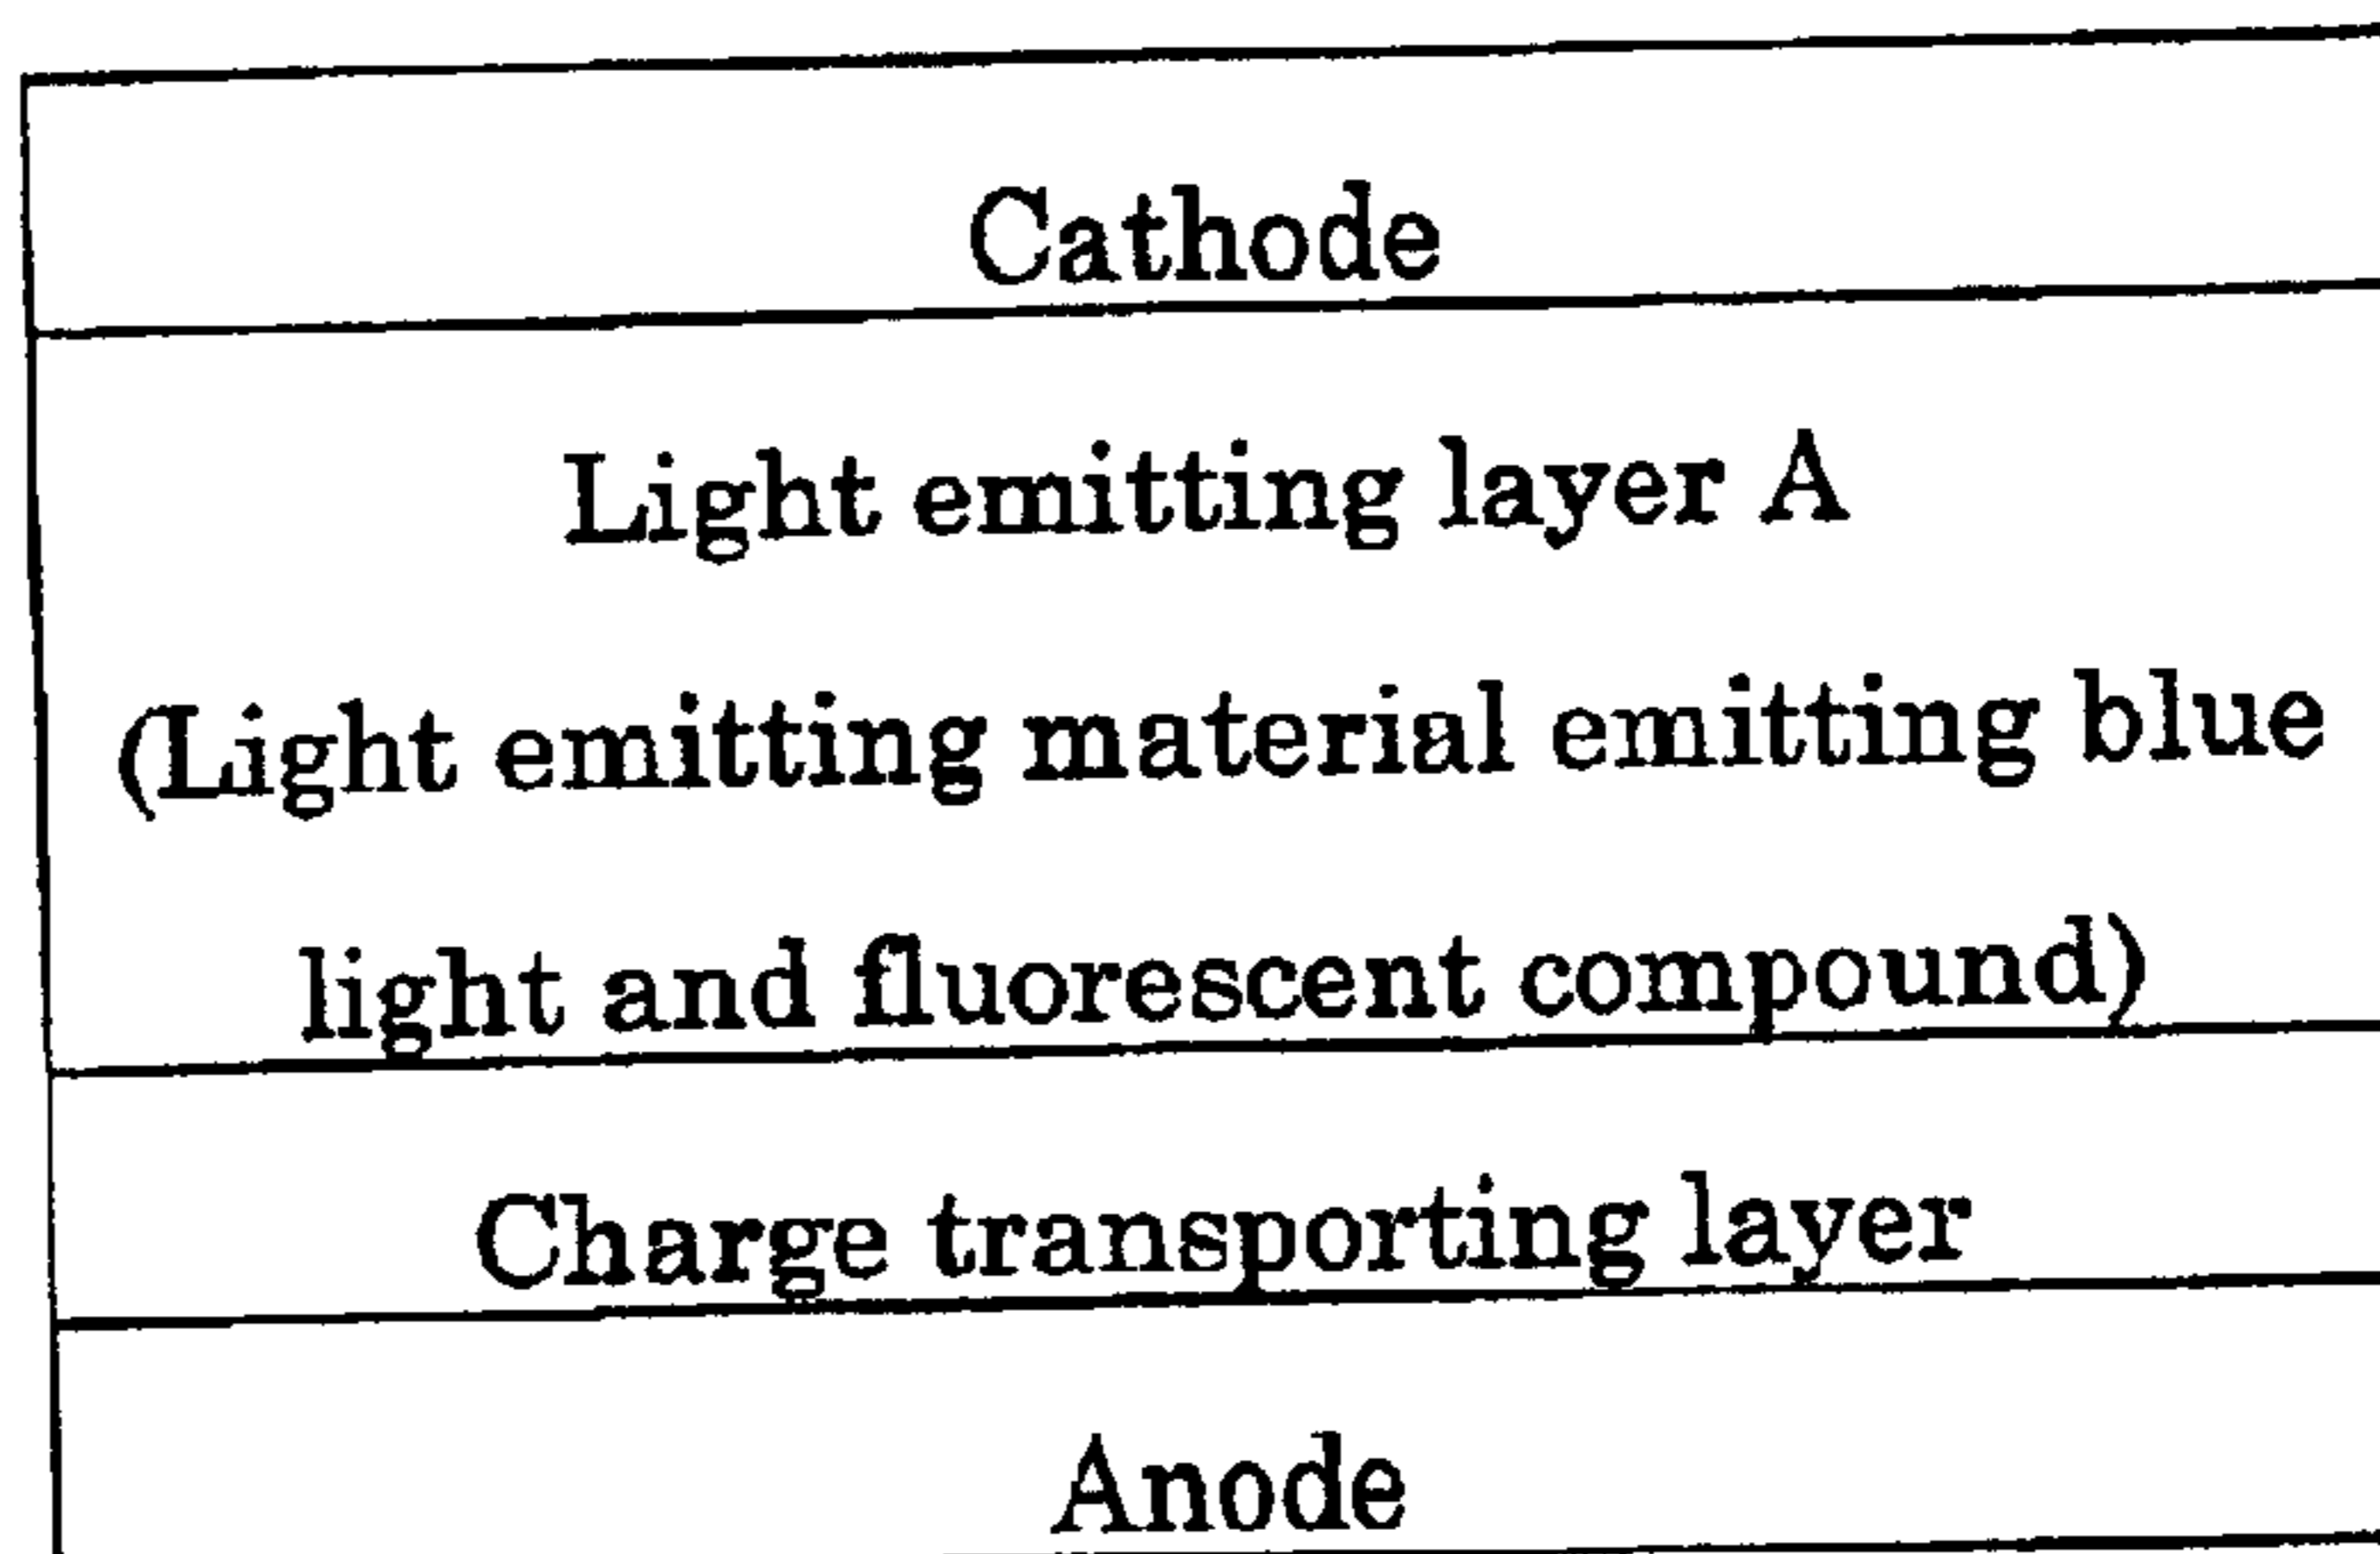 Cathode
Light emitting layer A
(Light emitting material emitting blue
light and fluorescent compound)
Charge transporting layer
Anode